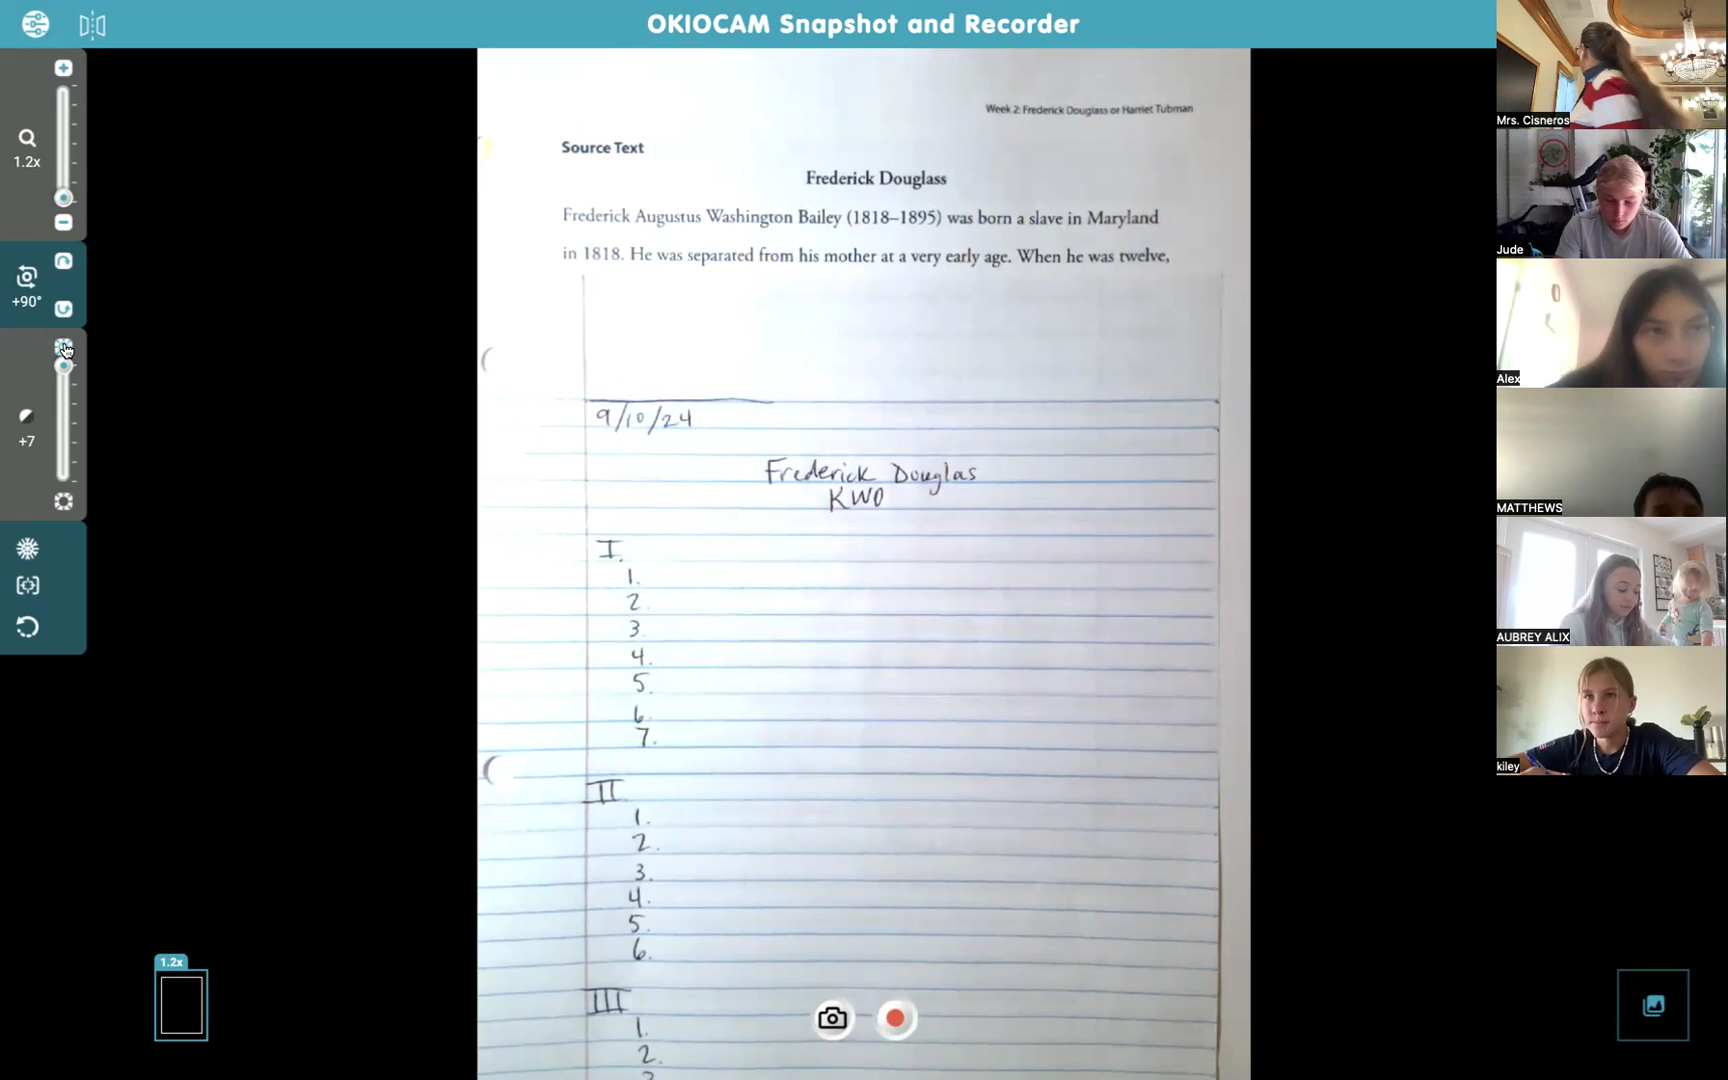 OKIOCAM Snapshot and Recorder
1.2x
+90°
+7
1.2x
Week 2: Frederick Douglass or Harriet Tubman
Source Text
Frederick Douglass
Frederick Augustus Washington Bailey (1818–1895) was born a slave in Maryland
in 1818. He was separated from his mother at a very early age. When he was twelve,
9/10/24
Frederick Douglas
KWO
I.
1.
2.
3.
4.
5.
6.
7.
II
1.
2.
3.
4.
5.
6.
III
1.
2.
Mrs. Cisneros
Jude
Alex
MATTHEWS
AUBREY ALIX
kiley